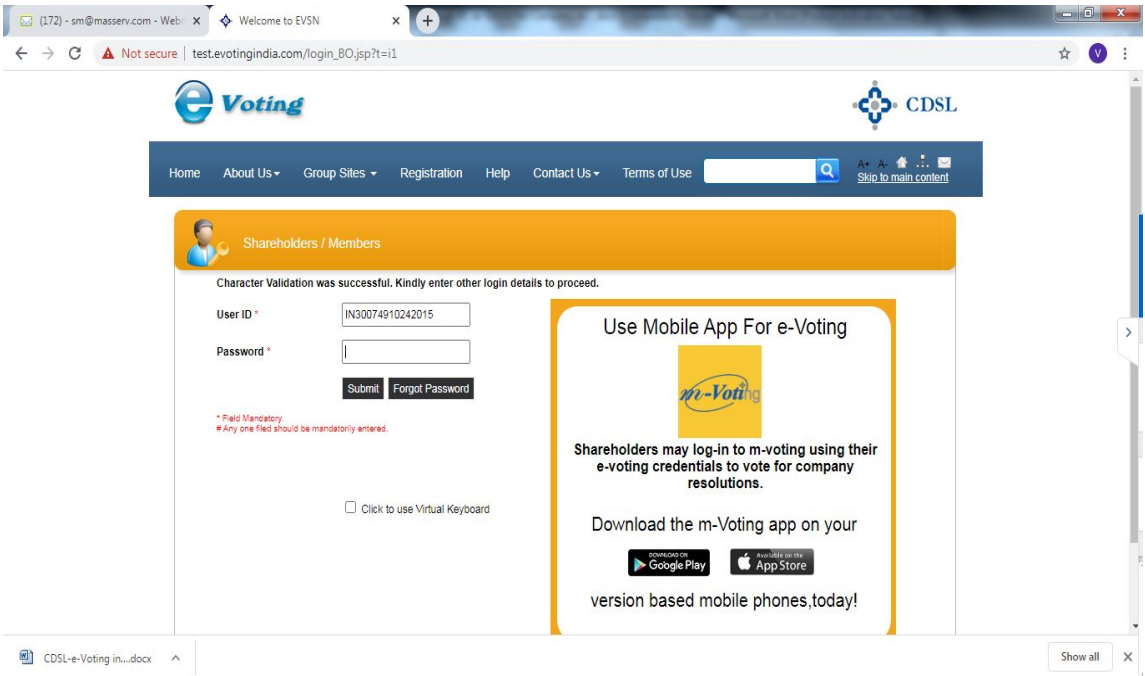 (172) - sm@masserv.com - Web
Welcome to EVSN
Not secure | test.evotingindia.com/login_BO.jsp?t=i1
V
e Voting
CDSL
Home About Us Group Sites Registration Help Contact Us Terms of Use
A+ A-
Skip to main content
Shareholders / Members
Character Validation was successful. Kindly enter other login details to proceed.
User ID * IN30074910242015
Password *
Submit Forgot Password
* Field Mandatory.
# Any one filed should be mandatorily entered.
Click to use Virtual Keyboard
Use Mobile App For e-Voting
m-Voting
Shareholders may log-in to m-voting using their
e-voting credentials to vote for company
resolutions.
Download the m-Voting app on your
DOWNLOAD ON
Google Play
Available on the
App Store
version based mobile phones,today!
CDSL-e-Voting in....docx
Show all